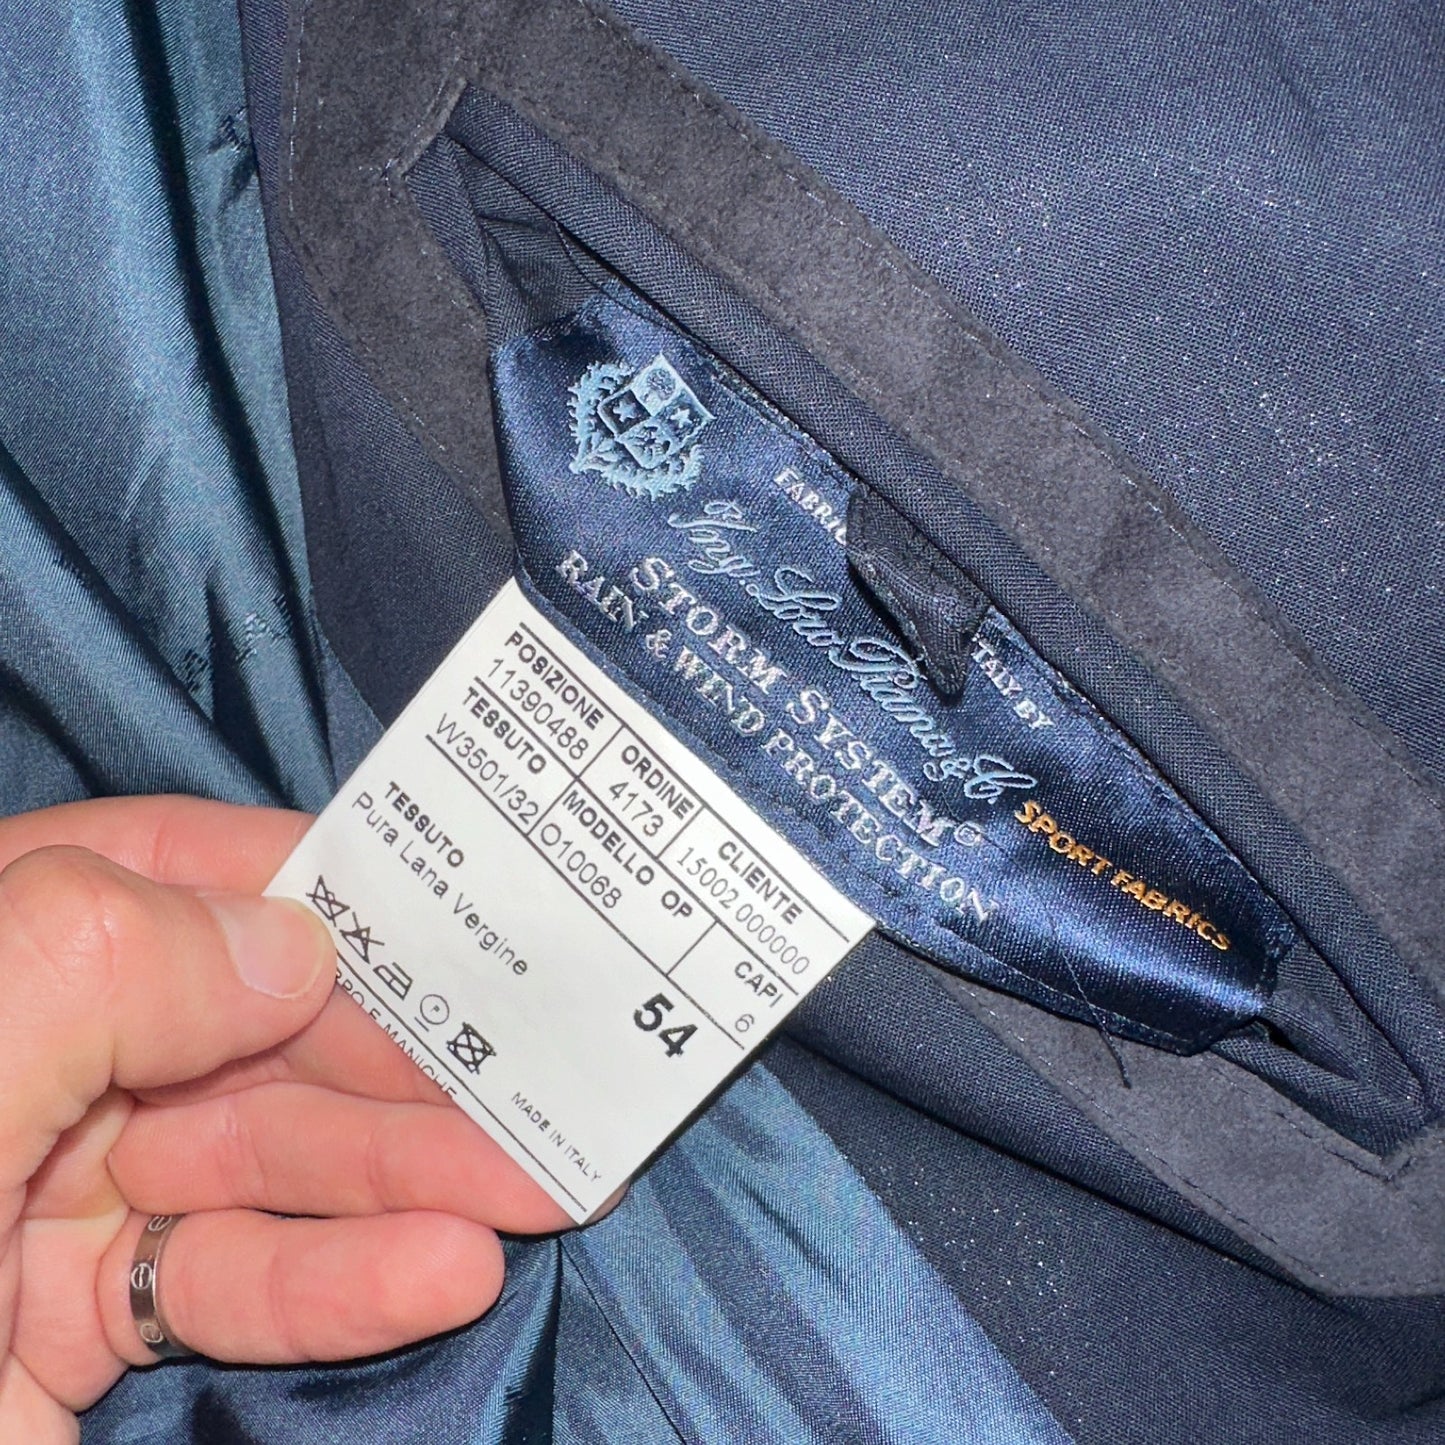 FABRIC
ITALY BY
Ing. Loro Piana & C.
STORM SYSTEM®
RAIN & WIND PROTECTION
SPORT FABRICS
POSIZIONE ORDINE CLIENTE
11390488 4173 15002 000000
TESSUTO MODELLO OP CAPI
W3501/32 O10068 54 6
TESSUTO
Pura Lana Vergine
P
MANICHE
MADE IN ITALY